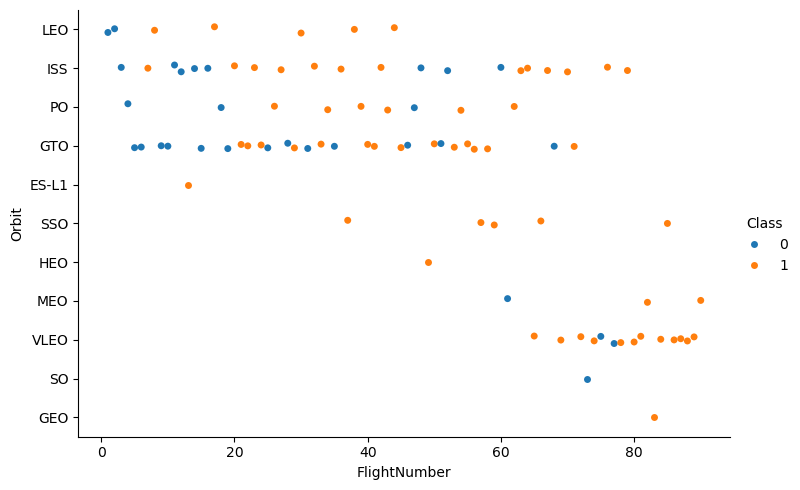 LEO
ISS
PO
GTO
ES-L1
SSO
HEO
MEO
VLEO
SO
GEO
Orbit
0
20
40
60
80
FlightNumber
Class
0
1